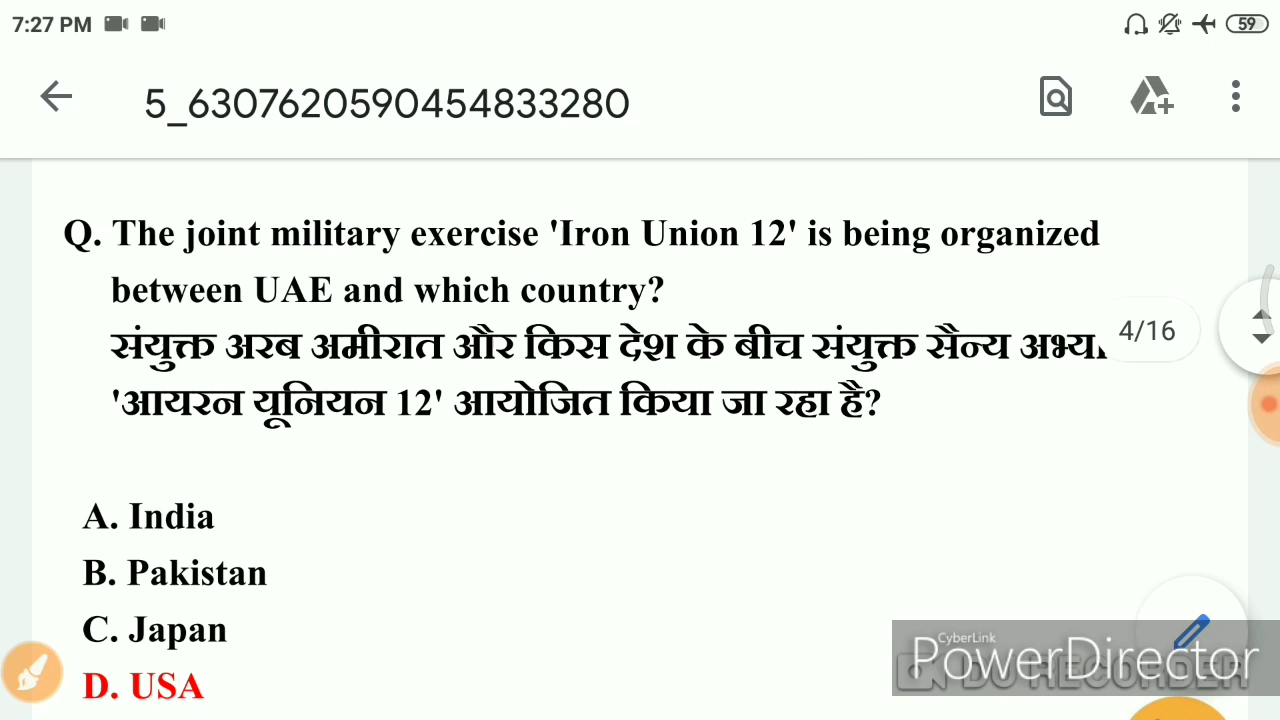 7:27 PM 59
5_6307620590454833280
Q. The joint military exercise 'Iron Union 12' is being organized
between UAE and which country?
संयुक्त अरब अमीरात और किस देश के बीच संयुक्त सैन्य
4/16
'आयरन यूनियन 12' आयोजित किया जा रहा है?
A. India
B. Pakistan
C. Japan
D. USA
CyberLink
PowerDirector
RECORDER